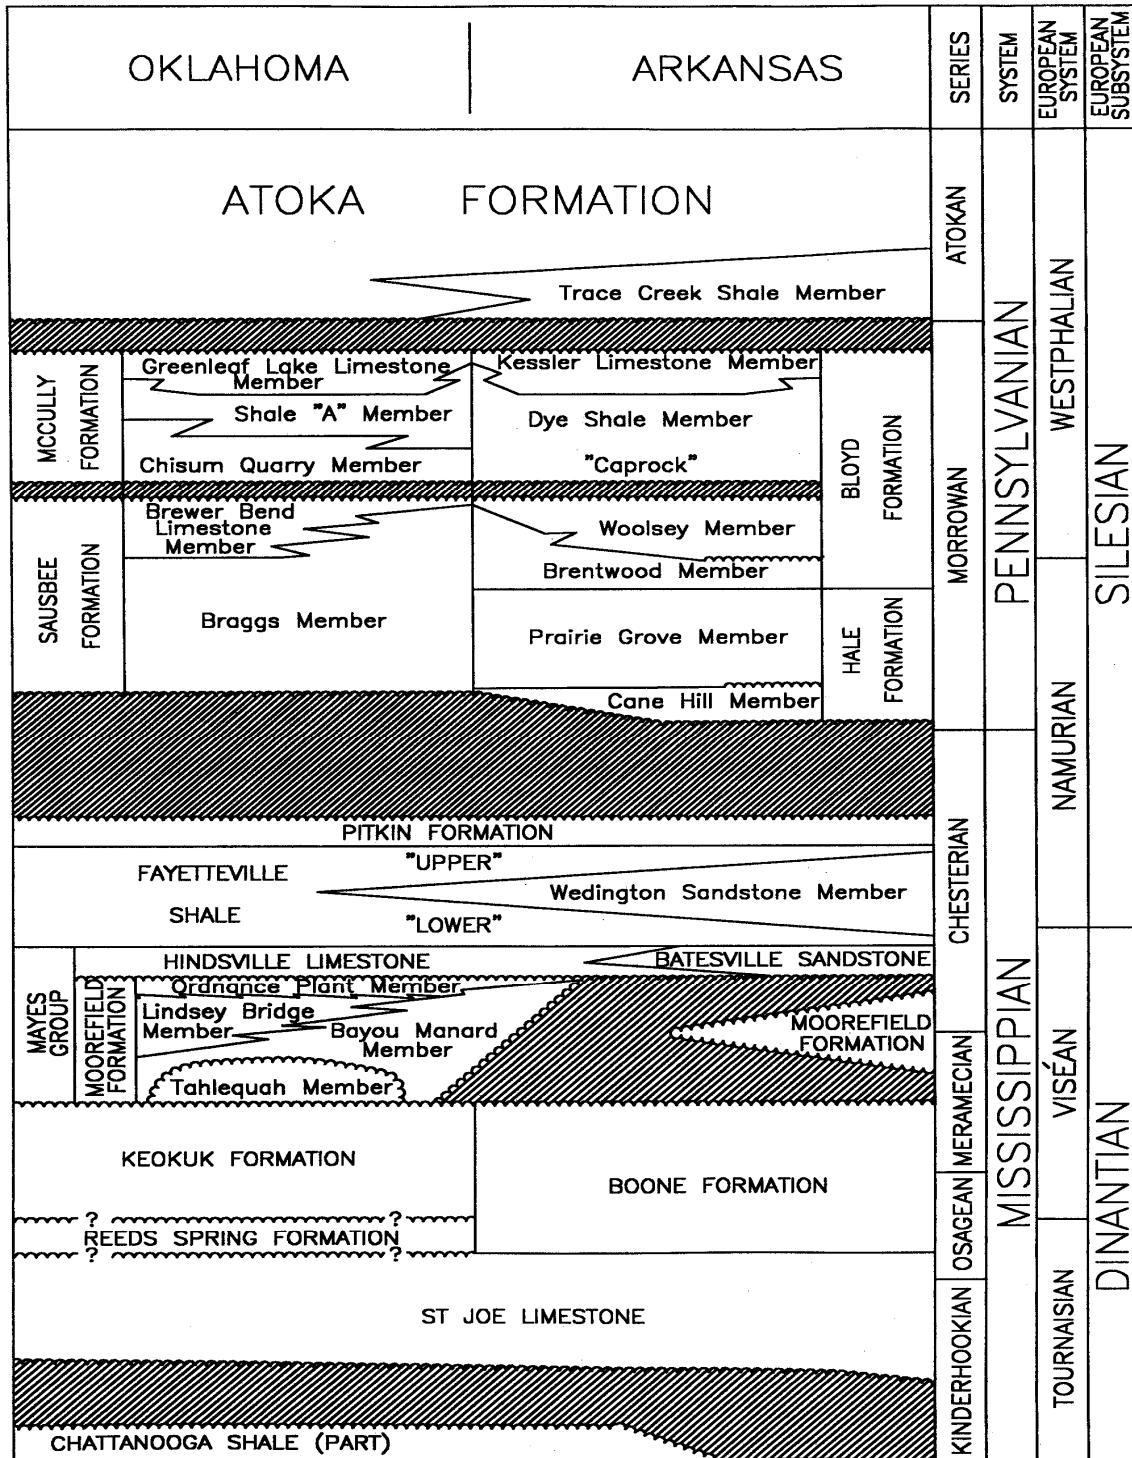 OKLAHOMA
ARKANSAS
SERIES
SYSTEM
EUROPEAN
SYSTEM
EUROPEAN
SUBSYSTEM
ATOKA FORMATION
Trace Creek Shale Member
MCCULLY
FORMATION
Greenleaf Lake Limestone
Member
Shale "A" Member
Chisum Quarry Member
Kessler Limestone Member
Dye Shale Member
"Caprock"
BLOYD
FORMATION
SAUSBEE
FORMATION
Brewer Bend
Limestone
Member
Braggs Member
Woolsey Member
Brentwood Member
Prairie Grove Member
Cane Hill Member
HALE
FORMATION
PITKIN FORMATION
FAYETTEVILLE
SHALE
"UPPER"
"LOWER"
Wedington Sandstone Member
MAYES
GROUP
HINDSVILLE LIMESTONE
BATESVILLE SANDSTONE
MOOREFIELD
FORMATION
Ordnance Plant Member
Lindsey Bridge
Member
Bayou Manard
Member
Tahlequah Member
MOOREFIELD
FORMATION
KEOKUK FORMATION
BOONE FORMATION
? ?
REEDS SPRING FORMATION
? ?
ST JOE LIMESTONE
CHATTANOOGA SHALE (PART)
ATOKAN
MORROWAN
CHESTERIAN
MERAMECIAN
OSAGEAN
KINDERHOOKIAN
PENNSYLVANIAN
MISSISSIPPIAN
WESTPHALIAN
NAMURIAN
VISÉAN
TOURNAISIAN
SILESIAN
DINANTIAN